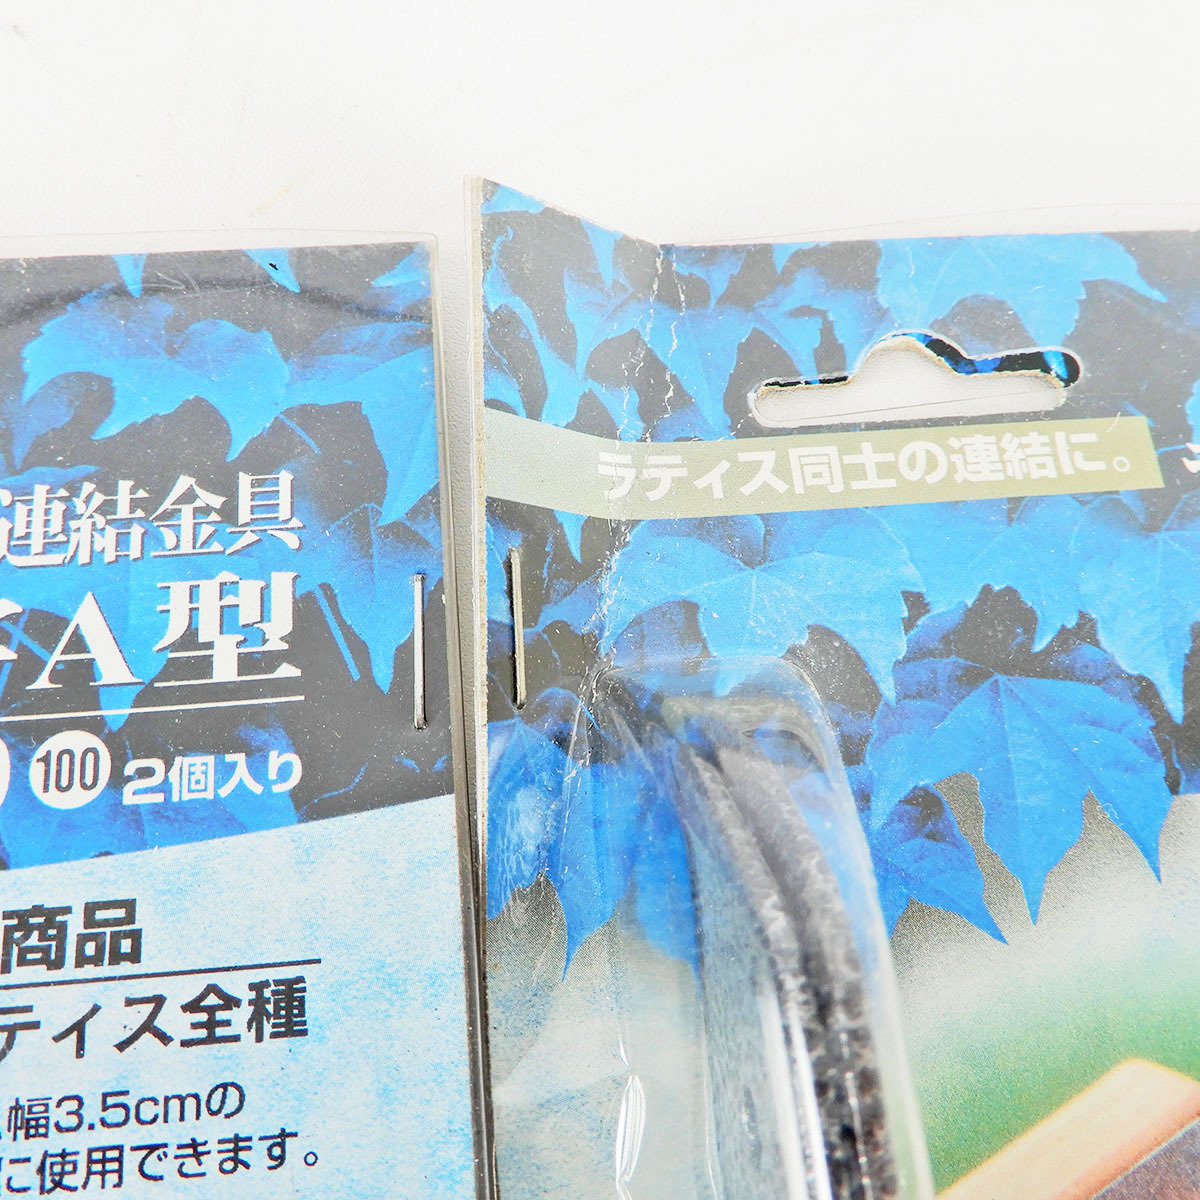 連結金具
A型
100 2個入り
商品
ティス全種
幅3.5cmの
に使用できます。
ラティス同士の連結に。